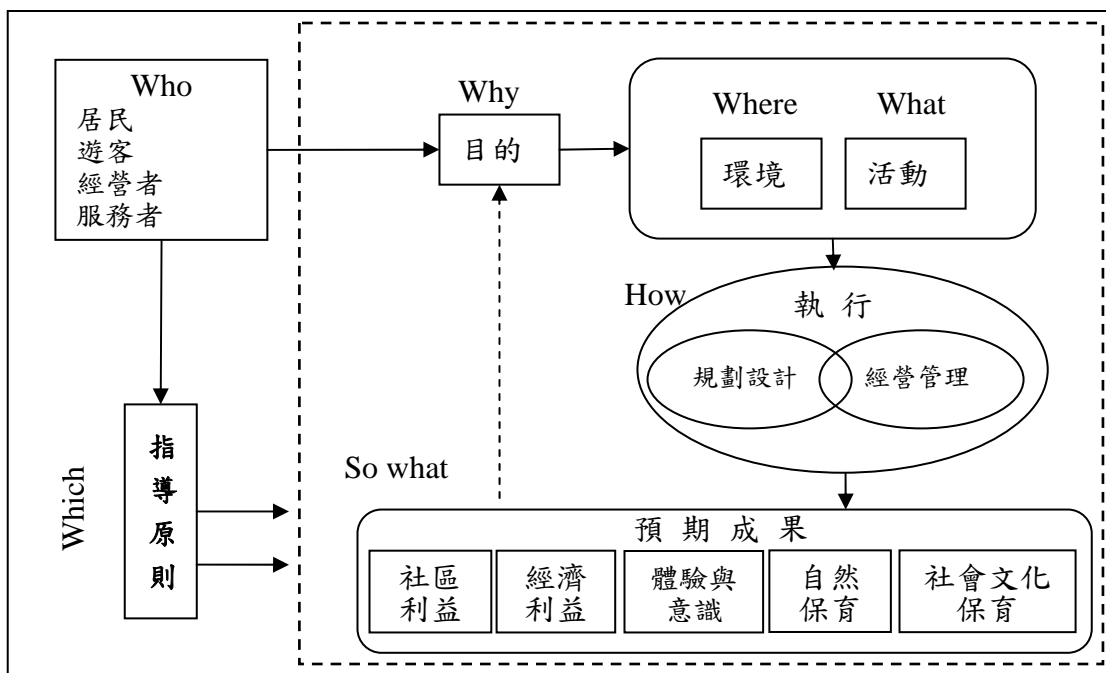 Who
居民
遊客
經營者
服務者
Why
目的
Where
What
環境
活動
How
執 行
規劃設計
經營管理
Which
指
導
原
則
So what
預 期 成 果
社區
利益
經濟
利益
體驗與
意識
自然
保育
社會文化
保育